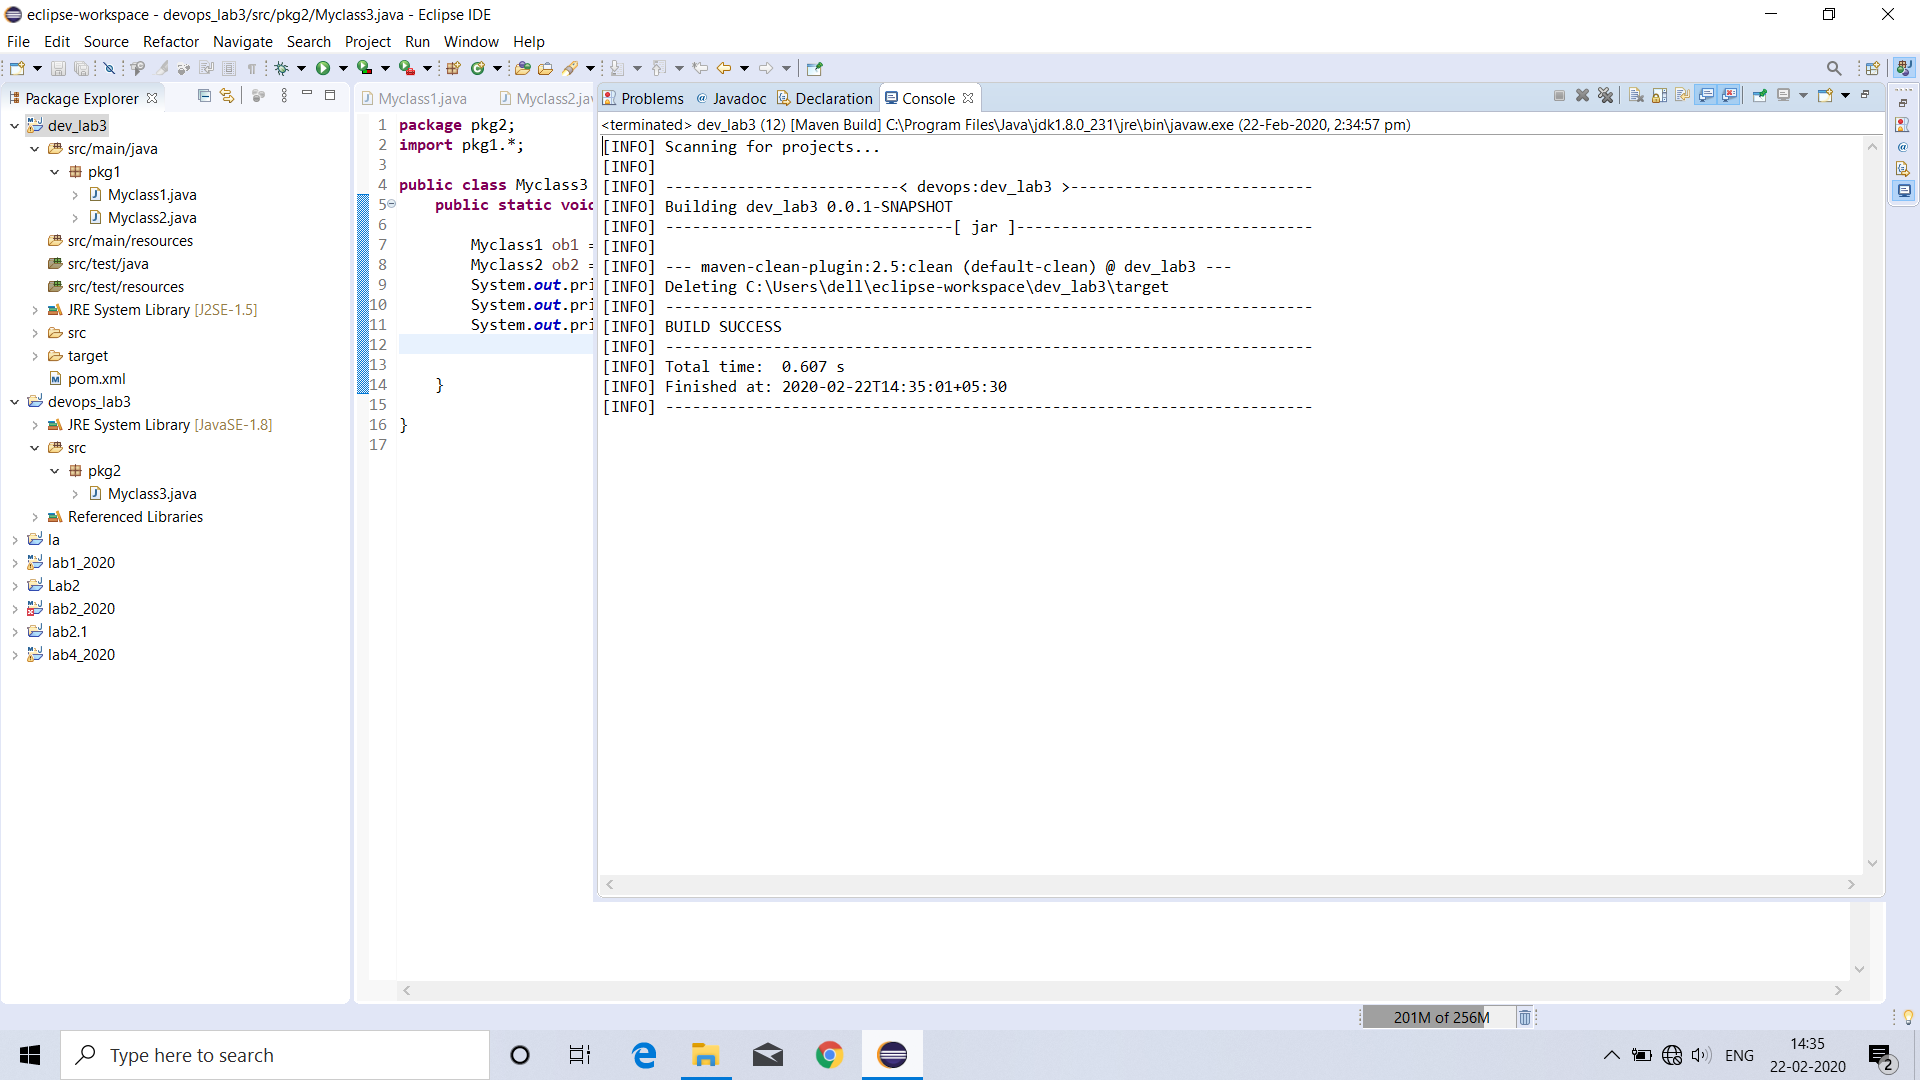 eclipse-workspace - devops_lab3/src/pkg2/Myclass3.java - Eclipse IDE
File Edit Source Refactor Navigate Search Project Run Window Help
Package Explorer
dev_lab3
src/main/java
pkg1
Myclass1.java
Myclass2.java
src/main/resources
src/test/java
src/test/resources
JRE System Library [J2SE-1.5]
src
target
pom.xml
devops_lab3
JRE System Library [JavaSE-1.8]
src
pkg2
Myclass3.java
Referenced Libraries
la
lab1_2020
Lab2
lab2_2020
lab2.1
lab4_2020
Myclass1.java Myclass2.jav
1 package pkg2;
2 import pkg1.*;
3
4 public class Myclass3
5 public static void
6
7 Myclass1 ob1 =
8 Myclass2 ob2 =
9 System.out.pri
10 System.out.pri
11 System.out.pri
12
13
14 }
15
16 }
17
Problems @ Javadoc Declaration Console
<terminated> dev_lab3 (12) [Maven Build] C:\Program Files\Java\jdk1.8.0_231\jre\bin\javaw.exe (22-Feb-2020, 2:34:57 pm)
[INFO] Scanning for projects...
[INFO]
[INFO] --------------------------< devops:dev_lab3 >---------------------------
[INFO] Building dev_lab3 0.0.1-SNAPSHOT
[INFO] --------------------------------[ jar ]---------------------------------
[INFO]
[INFO] --- maven-clean-plugin:2.5:clean (default-clean) @ dev_lab3 ---
[INFO] Deleting C:\Users\dell\eclipse-workspace\dev_lab3\target
[INFO] ------------------------------------------------------------------------
[INFO] BUILD SUCCESS
[INFO] ------------------------------------------------------------------------
[INFO] Total time:  0.607 s
[INFO] Finished at: 2020-02-22T14:35:01+05:30
[INFO] ------------------------------------------------------------------------
201M of 256M
Type here to search
ENG
14:35
22-02-2020
2